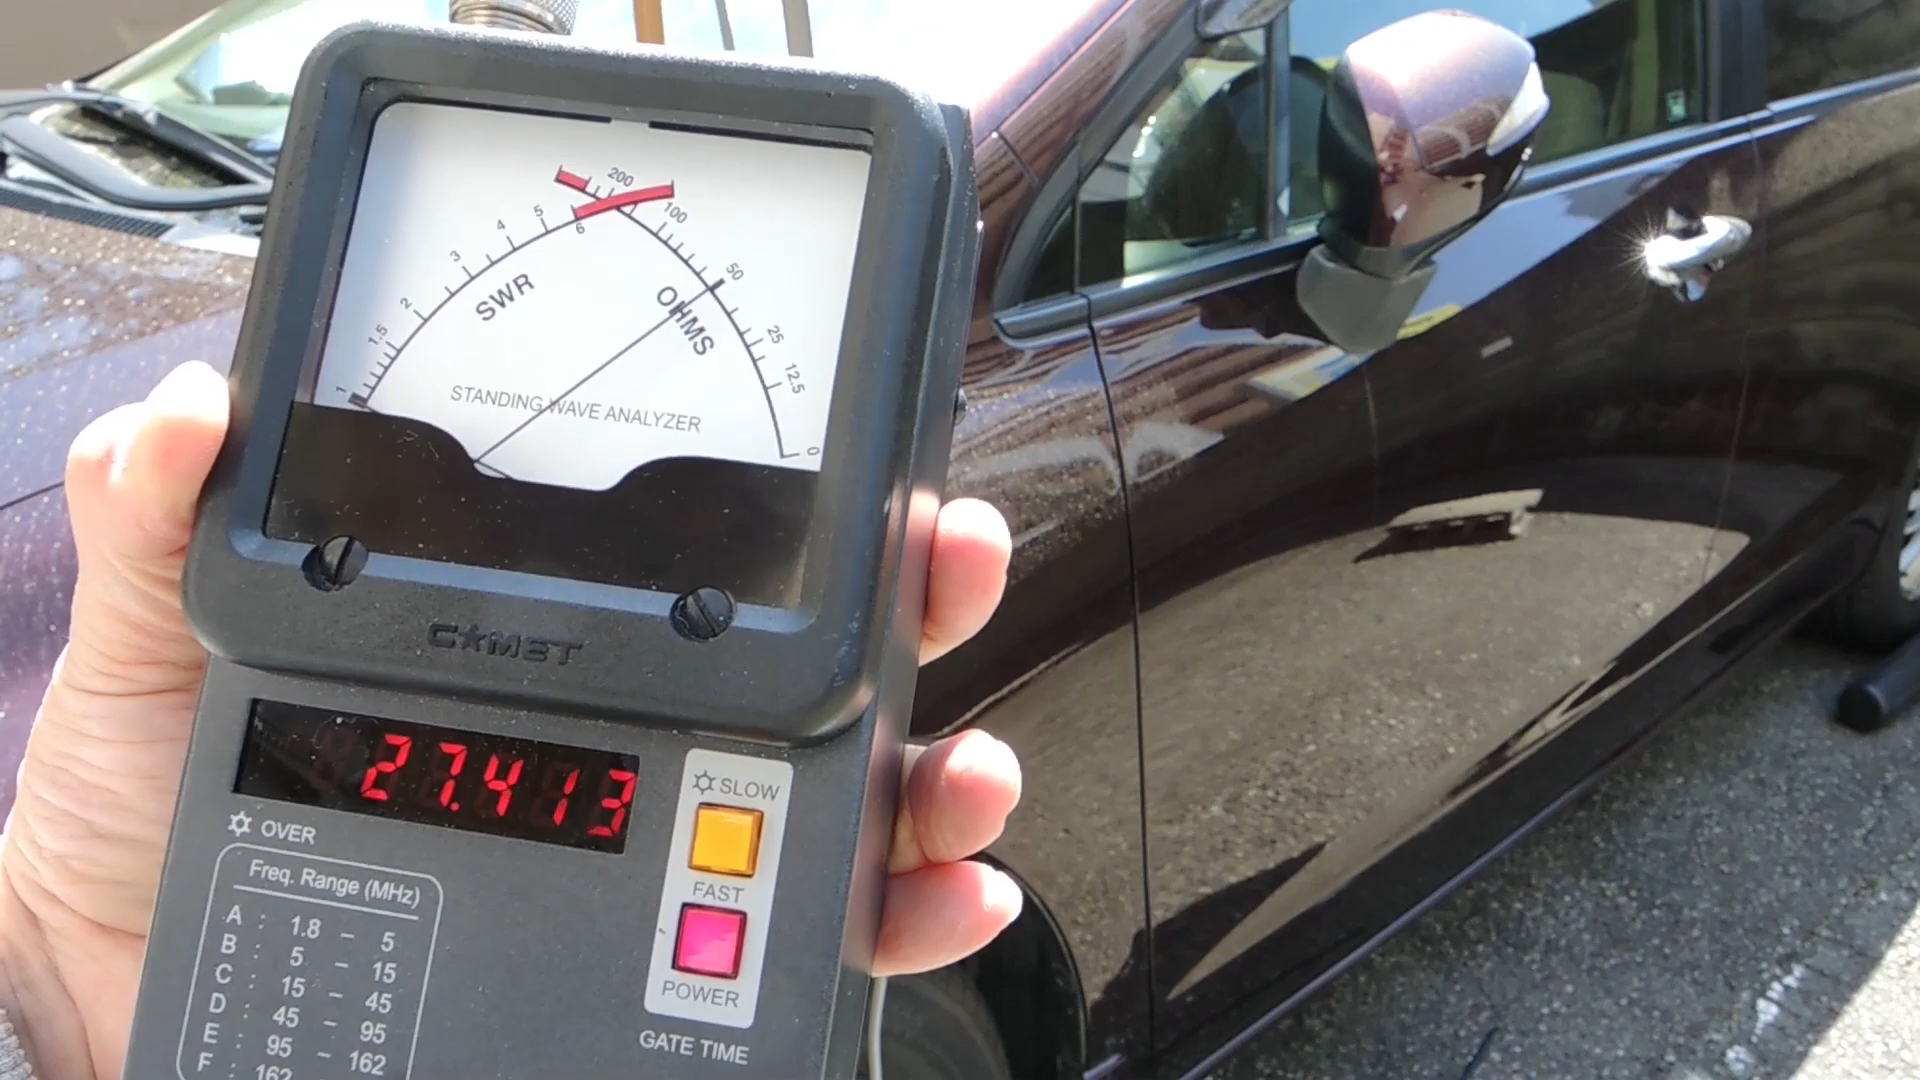 200
100
50
25
12.5
0
1
1.5
2
3
4
5
6
SWR
OHMS
STANDING WAVE ANALYZER
COMET
27.413
OVER
SLOW
FAST
POWER
GATE TIME
Freq. Range (MHz)
A : 1.8 – 5
B : 5 – 15
C : 15 – 45
D : 45 – 95
E : 95 – 162
F : 162